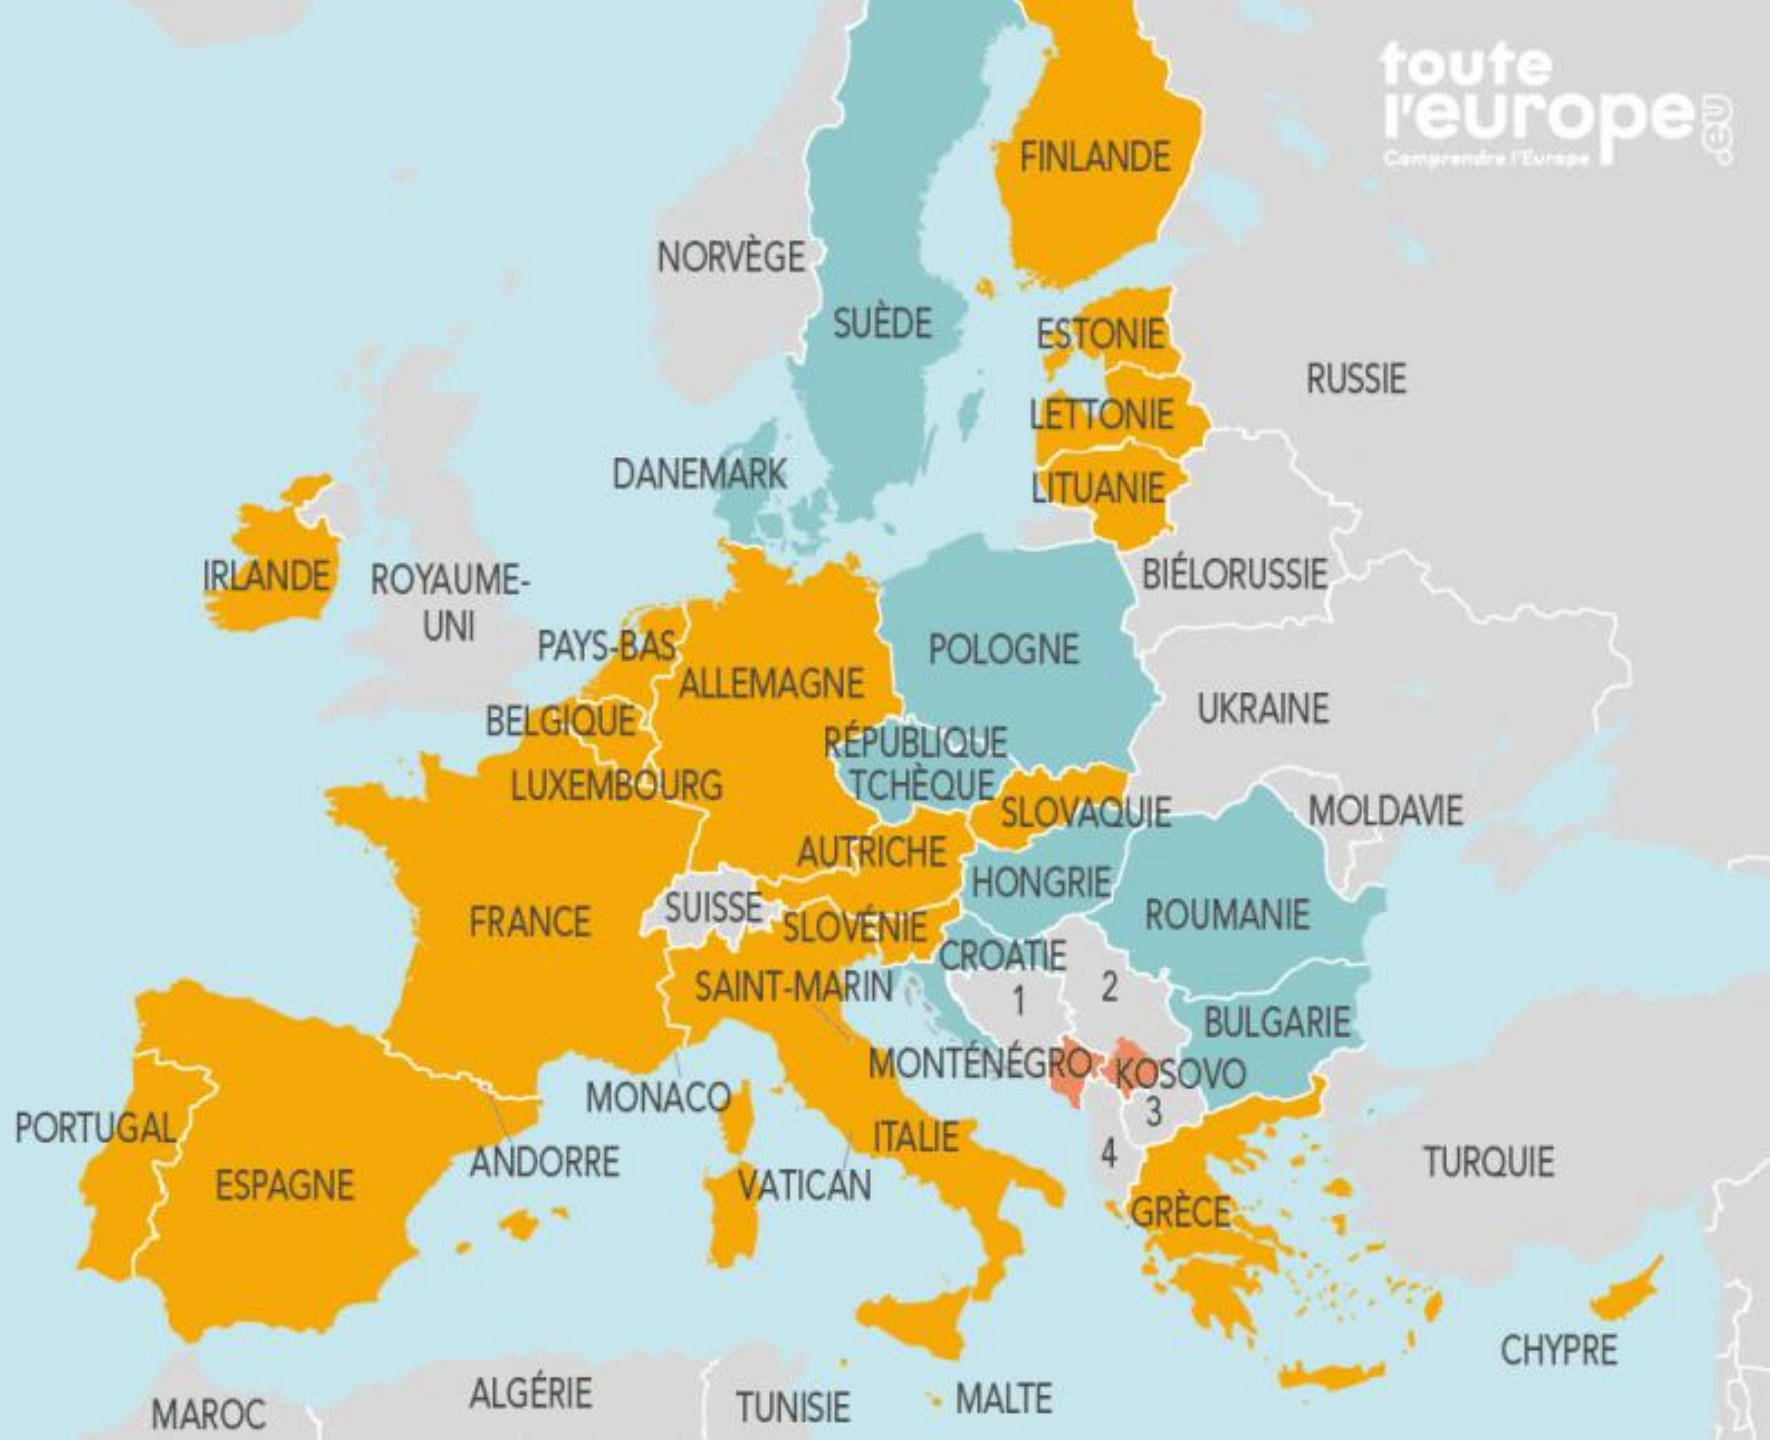 toute
l'europe.eu
Comprendre l'Europe
FINLANDE
NORVÈGE
SUÈDE
ESTONIE
RUSSIE
LETTONIE
DANEMARK
LITUANIE
IRLANDE
ROYAUME-
UNI
BIÉLORUSSIE
PAYS-BAS
POLOGNE
ALLEMAGNE
UKRAINE
BELGIQUE
RÉPUBLIQUE
TCHÈQUE
LUXEMBOURG
SLOVAQUIE
MOLDAVIE
AUTRICHE
HONGRIE
SUISSE
FRANCE
SLOVÉNIE
ROUMANIE
CROATIE
SAINT-MARIN
1
2
BULGARIE
MONTÉNÉGRO
KOSOVO
MONACO
3
PORTUGAL
ITALIE
4
ANDORRE
TURQUIE
ESPAGNE
VATICAN
GRÈCE
CHYPRE
ALGÉRIE
MALTE
TUNISIE
MAROC